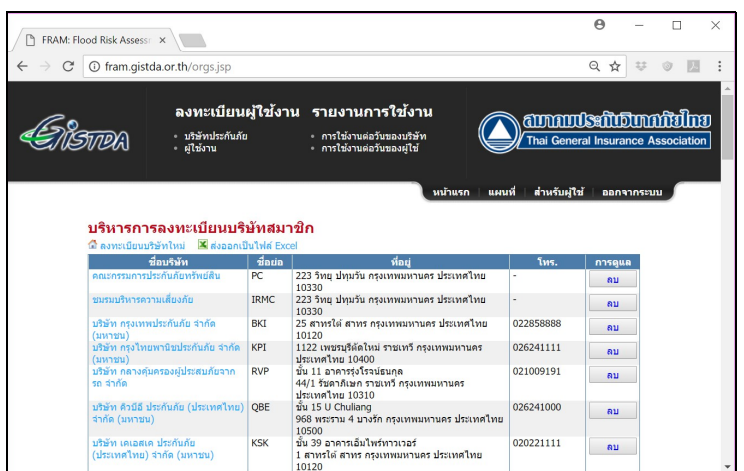 FRAM: Flood Risk Assess
fram.gistda.or.th/orgs.jsp
GISTDA
ลงทะเบียนผู้ใช้งาน รายงานการใช้งาน
บริษัทประกันภัย
ผู้ใช้งาน
การใช้งานต่อวันของบริษัท
การใช้งานต่อวันของผู้ใช้
สมาคมประกันวินาศภัยไทย
Thai General Insurance Association
หน้าแรก แผนที่ สำหรับผู้ใช้ ออกจากระบบ
บริหารการลงทะเบียนบริษัทสมาชิก
ลงทะเบียนบริษัทใหม่ ส่งออกเป็นไฟล์ Excel
ชื่อบริษัท ชื่อย่อ ที่อยู่ โทร. การดูแล
คณะกรรมการประกันภัยทรัพย์สิน PC 223 วิทยุ ปทุมวัน กรุงเทพมหานคร ประเทศไทย - ลบ
10330
ชมรมบริหารความเสี่ยงภัย IRMC 223 วิทยุ ปทุมวัน กรุงเทพมหานคร ประเทศไทย - ลบ
10330
บริษัท กรุงเทพประกันภัย จำกัด BKI 25 สาทรใต้ สาทร กรุงเทพมหานคร ประเทศไทย 022858888 ลบ
(มหาชน) 10120
บริษัท กรุงไทยพานิชประกันภัย จำกัด KPI 1122 เพชรบุรีตัดใหม่ ราชเทวี กรุงเทพมหานคร 026241111 ลบ
(มหาชน) ประเทศไทย 10400
บริษัท กลางคุ้มครองผู้ประสบภัยจาก RVP ชั้น 11 อาคารรุ่งโรจน์ธนกุล 021009191 ลบ
รถ จำกัด 44/1 รัชดาภิเษก ราชเทวี กรุงเทพมหานคร
ประเทศไทย 10310
บริษัท คิวบีอี ประกันภัย (ประเทศไทย) QBE ชั้น 15 U Chuliang 026241000 ลบ
จำกัด (มหาชน) 968 พระราม 4 บางรัก กรุงเทพมหานคร ประเทศไทย
10500
บริษัท เคเอสเค ประกันภัย KSK ชั้น 39 อาคารเอ็มไพร์ทาวเวอร์ 020221111 ลบ
(ประเทศไทย) จำกัด (มหาชน) 1 สาทรใต้ สาทร กรุงเทพมหานคร ประเทศไทย
10120